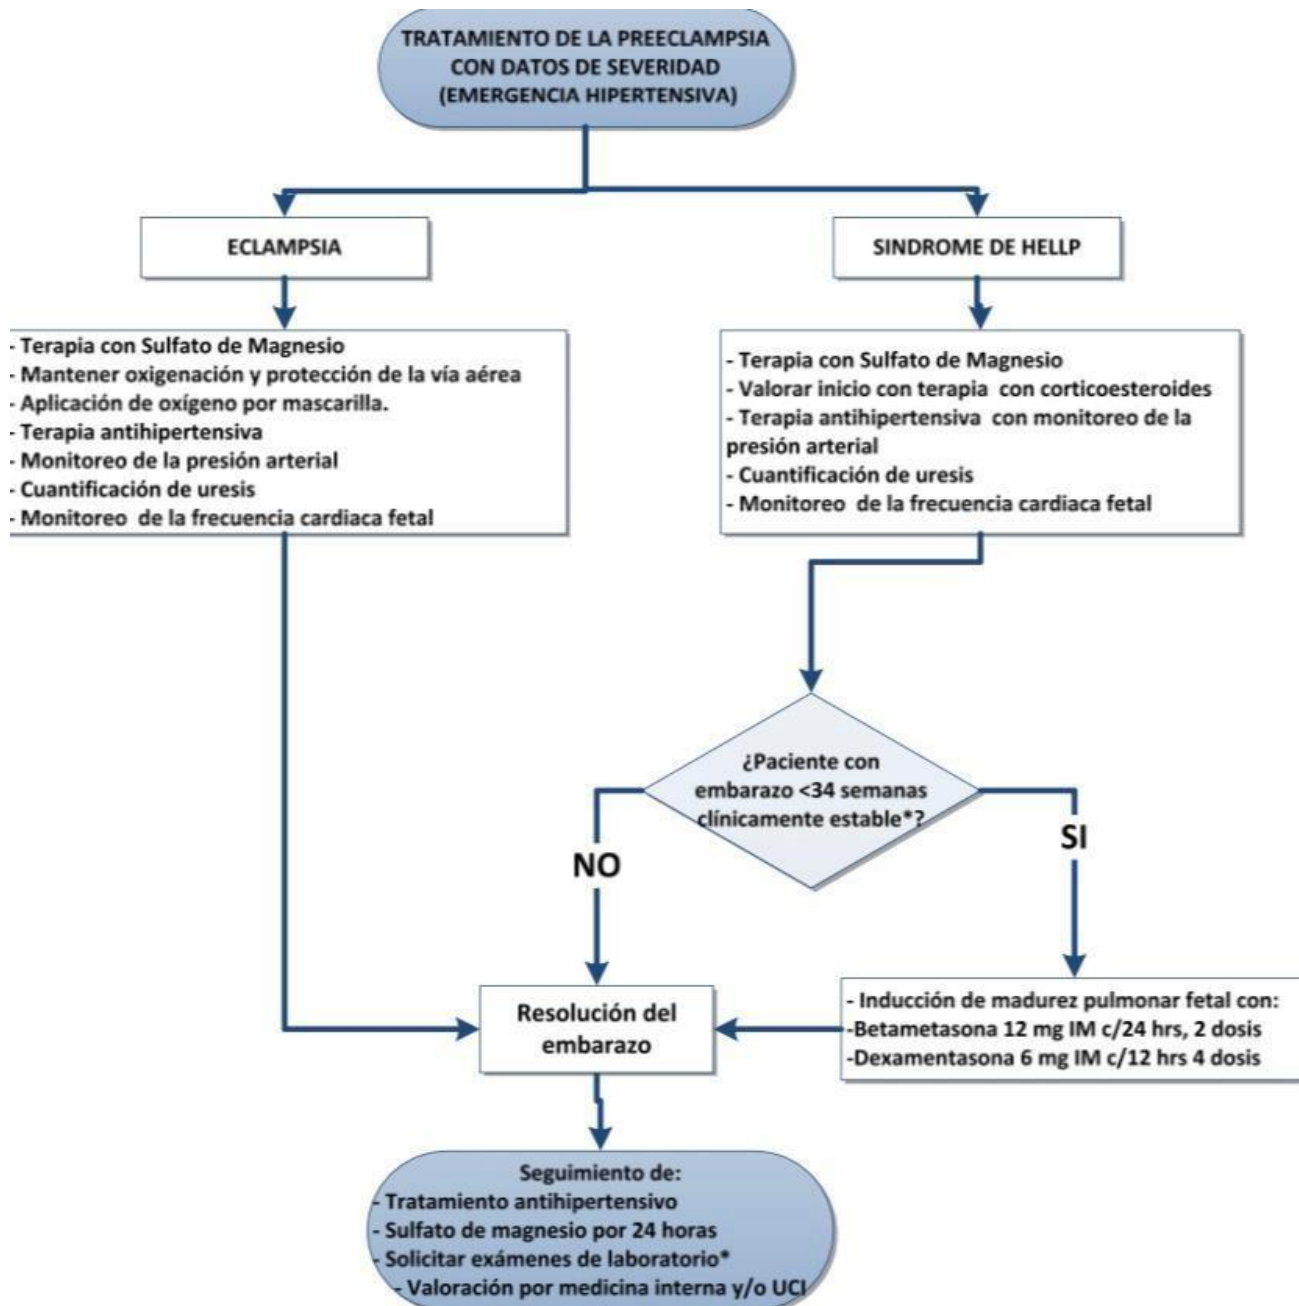 TRATAMIENTO DE LA PREECLAMPSIA
CON DATOS DE SEVERIDAD
(EMERGENCIA HIPERTENSIVA)
ECLAMPSIA
SINDROME DE HELLP
- Terapia con Sulfato de Magnesio
- Mantener oxigenación y protección de la vía aérea
- Aplicación de oxígeno por mascarilla.
- Terapia antihipertensiva
- Monitoreo de la presión arterial
- Cuantificación de uresis
- Monitoreo de la frecuencia cardiaca fetal
- Terapia con Sulfato de Magnesio
- Valorar inicio con terapia con corticoesteroides
- Terapia antihipertensiva con monitoreo de la
presión arterial
- Cuantificación de uresis
- Monitoreo de la frecuencia cardiaca fetal
¿Paciente con
embarazo <34 semanas
clínicamente estable*?
NO
SI
Resolución del
embarazo
- Inducción de madurez pulmonar fetal con:
-Betametasona 12 mg IM c/24 hrs, 2 dosis
-Dexamentasona 6 mg IM c/12 hrs 4 dosis
Seguimiento de:
- Tratamiento antihipertensivo
- Sulfato de magnesio por 24 horas
- Solicitar exámenes de laboratorio*
- Valoración por medicina interna y/o UCI